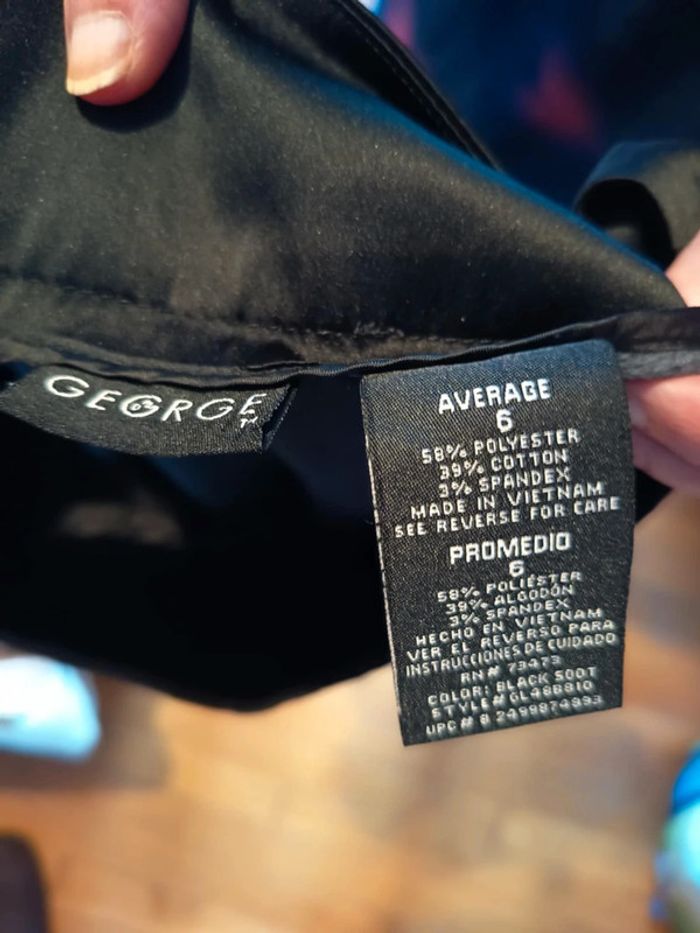 GEORGE
TM
AVERAGE
6
58% POLYESTER
39% COTTON
3% SPANDEX
MADE IN VIETNAM
SEE REVERSE FOR CARE
PROMEDIO
6
58% POLIÉSTER
39% ALGODÓN
3% SPANDEX
HECHO EN VIETNAM
VER EL REVERSO PARA
INSTRUCCIONES DE CUIDADO
RN# 73473
COLOR: BLACK SOOT
STYLE#GL488810
UPC # 8 2499874893